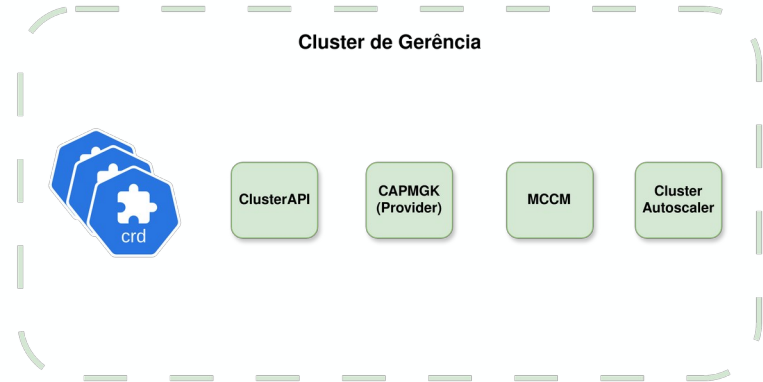 Cluster de Gerência
crd
ClusterAPI
CAPMGK
(Provider)
MCCM
Cluster
Autoscaler